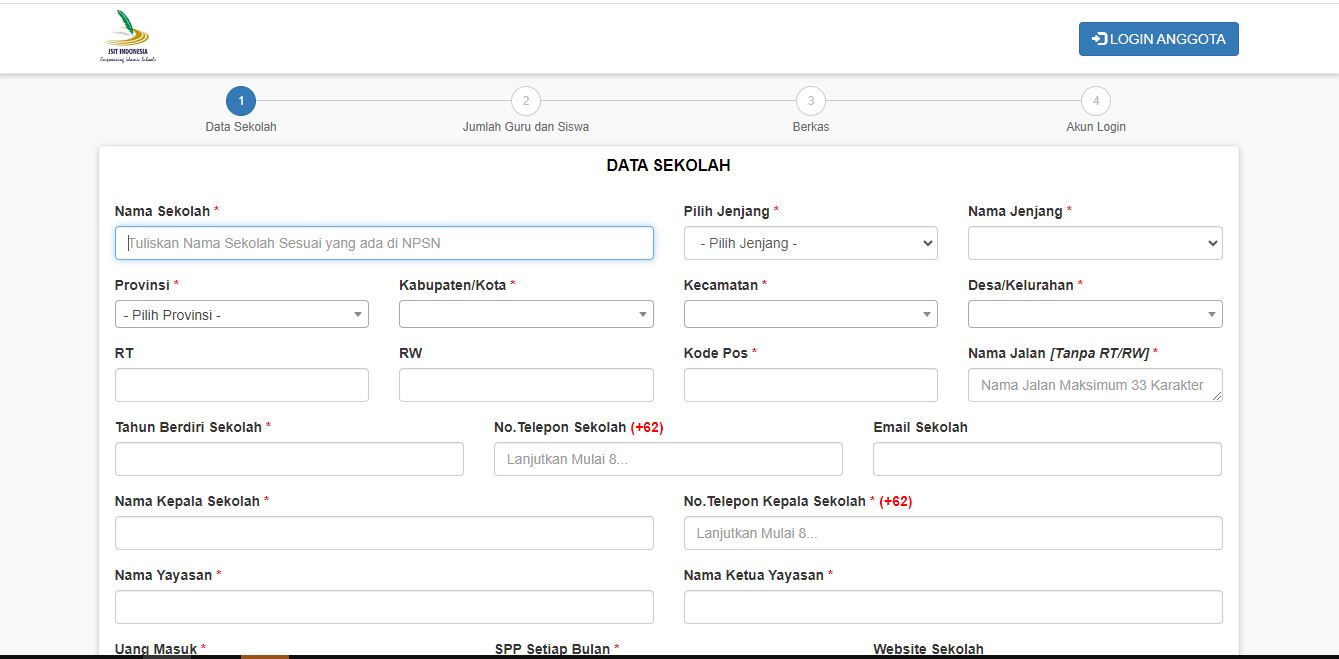 JSIT INDONESIA
Empowering Islamic Schools
LOGIN ANGGOTA
1 2 3 4
Data Sekolah Jumlah Guru dan Siswa Berkas Akun Login
DATA SEKOLAH
Nama Sekolah * Pilih Jenjang * Nama Jenjang *
Tuliskan Nama Sekolah Sesuai yang ada di NPSN - Pilih Jenjang -
Provinsi * Kabupaten/Kota * Kecamatan * Desa/Kelurahan *
- Pilih Provinsi -
RT RW Kode Pos * Nama Jalan [Tanpa RT/RW] *
Nama Jalan Maksimum 33 Karakter
Tahun Berdiri Sekolah * No.Telepon Sekolah (+62) Email Sekolah
Lanjutkan Mulai 8...
Nama Kepala Sekolah * No.Telepon Kepala Sekolah * (+62)
Lanjutkan Mulai 8...
Nama Yayasan * Nama Ketua Yayasan *
Uang Masuk * SPP Setiap Bulan * Website Sekolah